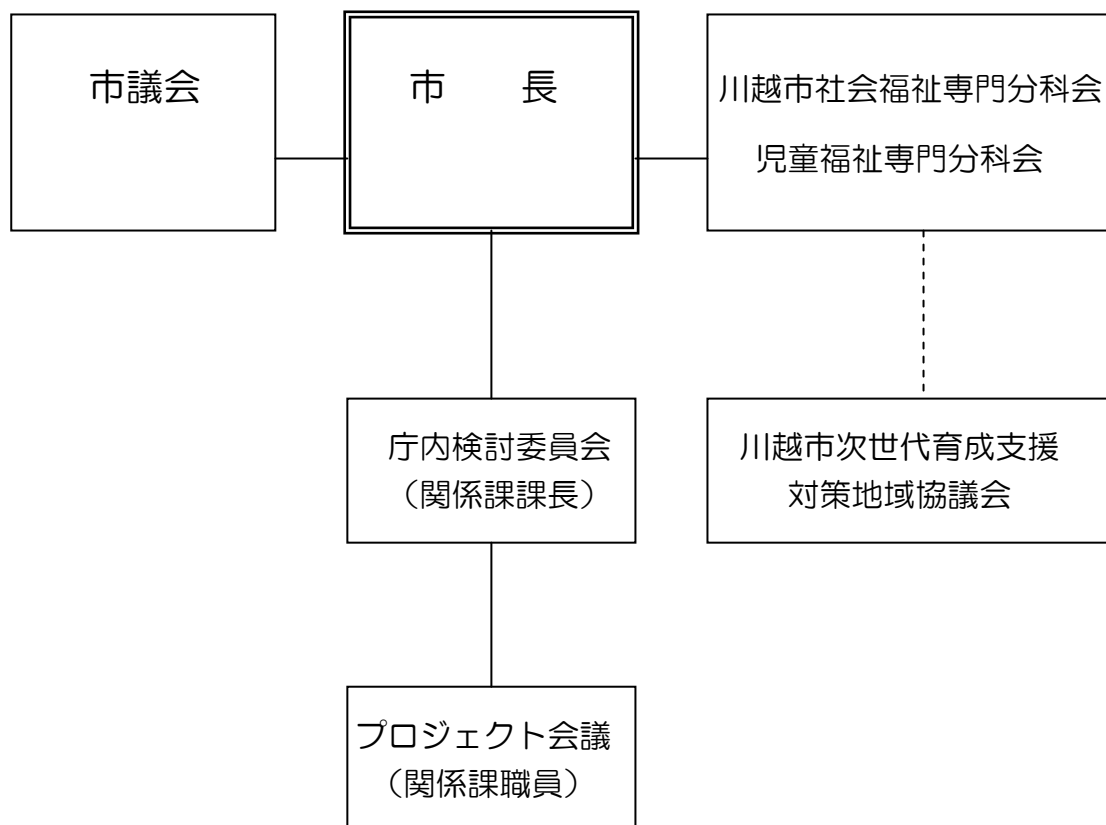 市議会
市　　長
川越市社会福祉専門分科会
児童福祉専門分科会
庁内検討委員会
（関係課課長）
川越市次世代育成支援
対策地域協議会
プロジェクト会議
（関係課職員）